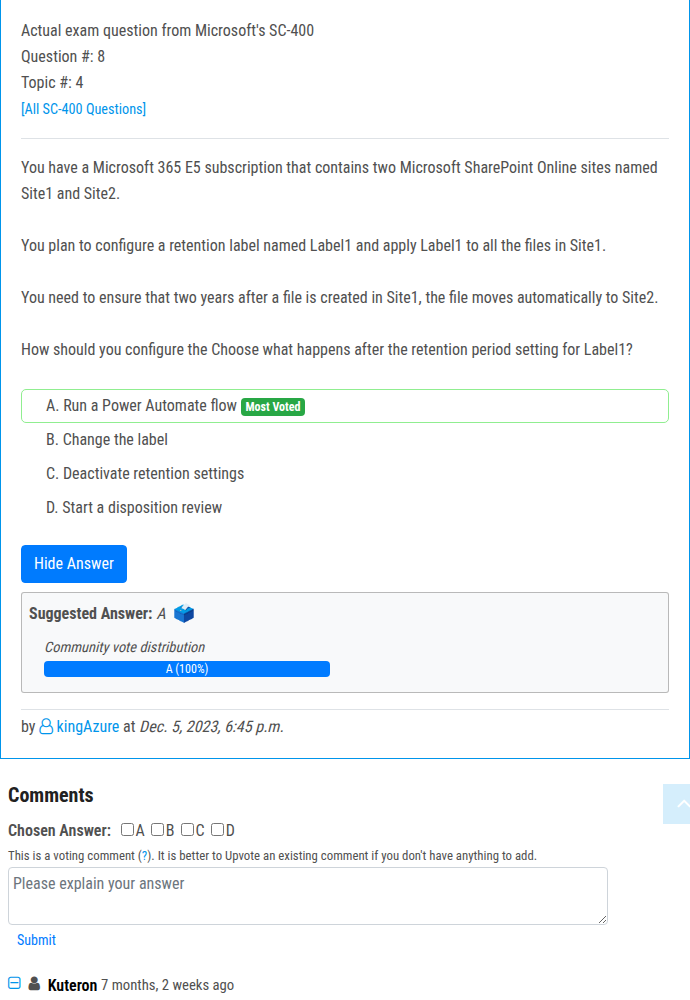 Actual exam question from Microsoft's SC-400
Question #: 8
Topic #: 4
[All SC-400 Questions]
You have a Microsoft 365 E5 subscription that contains two Microsoft SharePoint Online sites named
Site1 and Site2.
You plan to configure a retention label named Label1 and apply Label1 to all the files in Site1.
You need to ensure that two years after a file is created in Site1, the file moves automatically to Site2.
How should you configure the Choose what happens after the retention period setting for Label1?
A. Run a Power Automate flow Most Voted
B. Change the label
C. Deactivate retention settings
D. Start a disposition review
Hide Answer
Suggested Answer: A
Community vote distribution
A (100%)
by kingAzure at Dec. 5, 2023, 6:45 p.m.
Comments
Chosen Answer: A B C D
This is a voting comment (?). It is better to Upvote an existing comment if you don't have anything to add.
Please explain your answer
Submit
Kuteron 7 months, 2 weeks ago